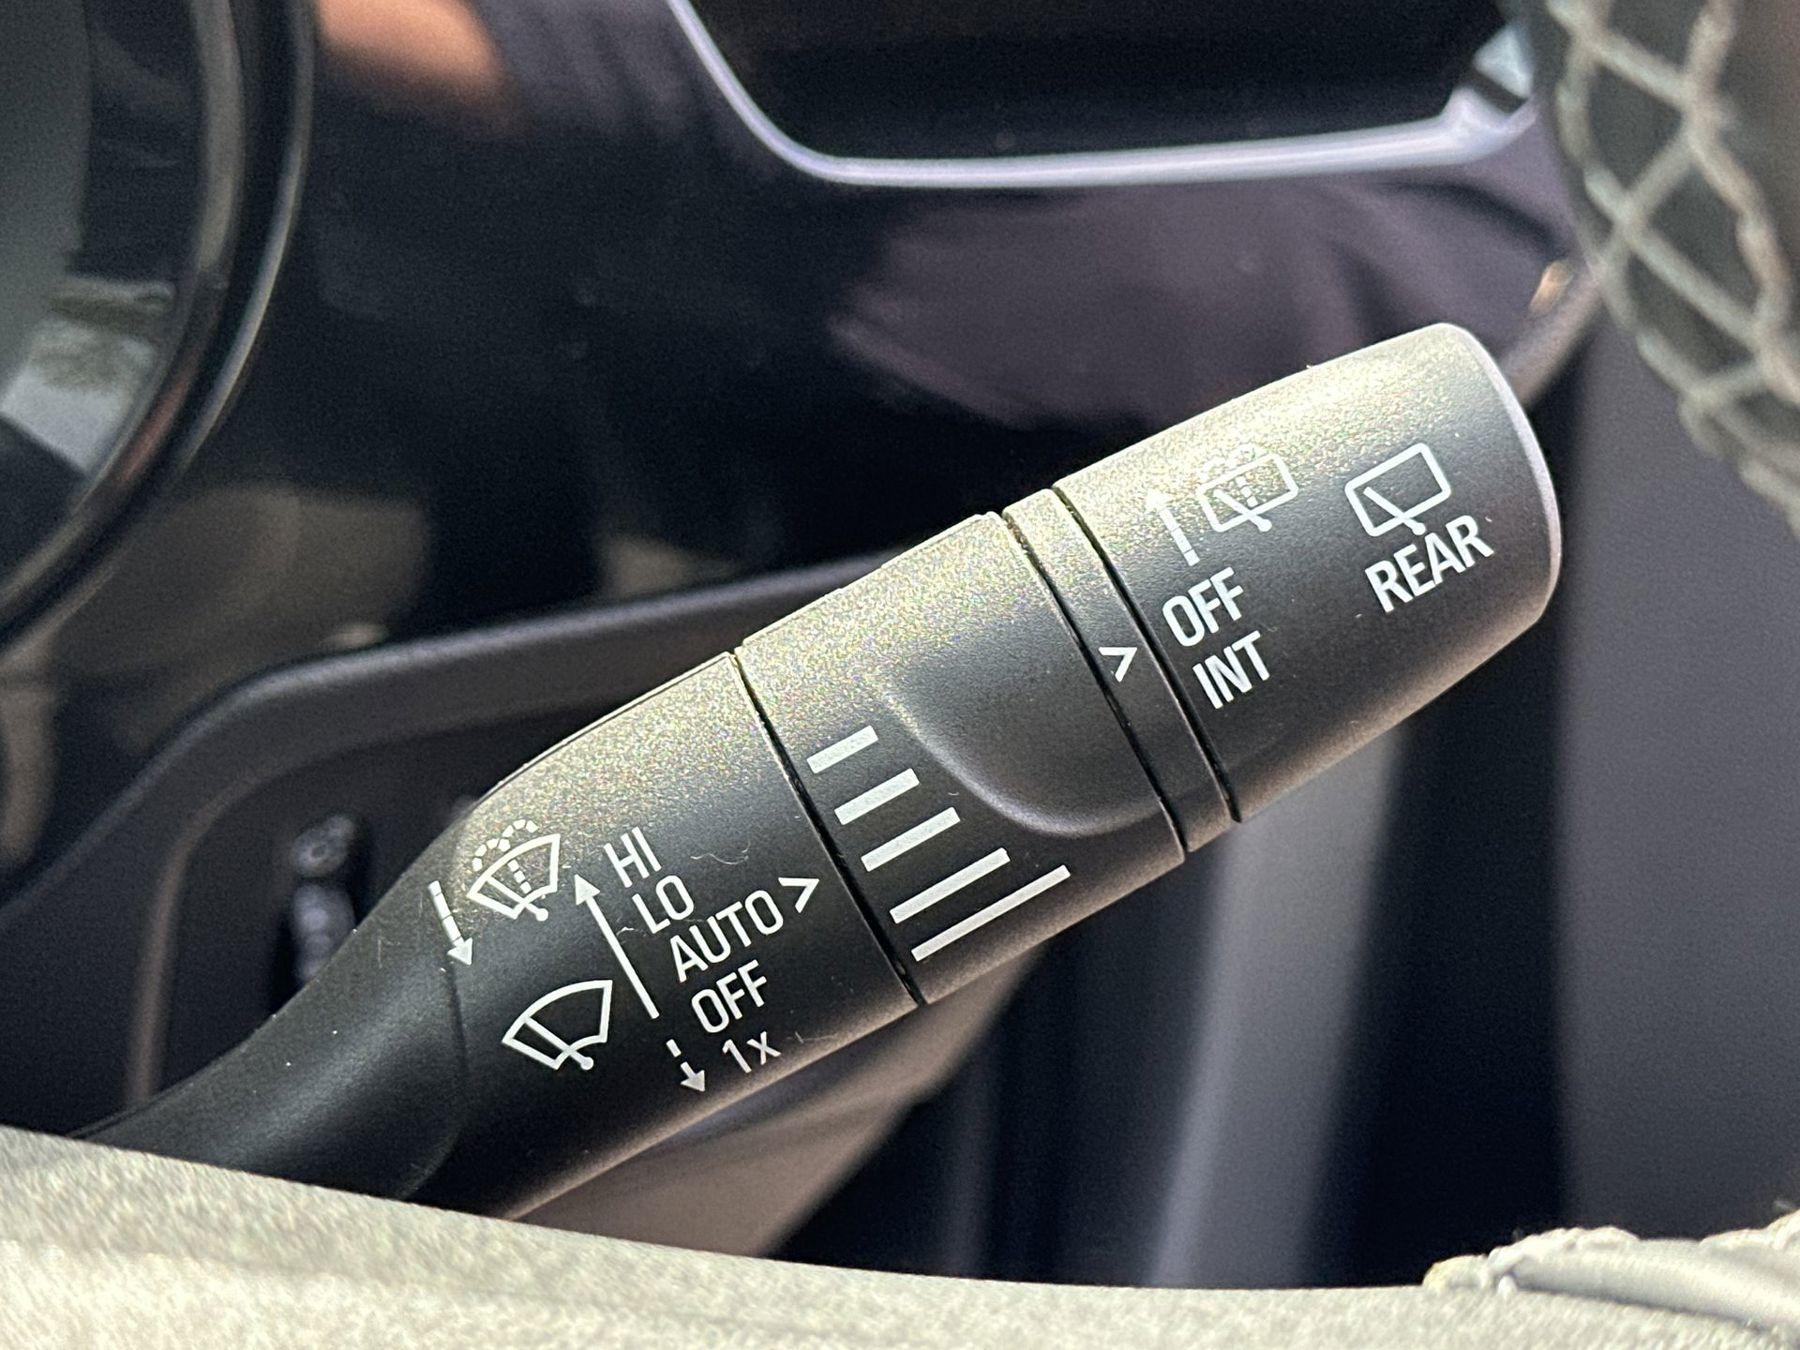 HI
LO
AUTO >
OFF
1x
>
OFF
INT
REAR